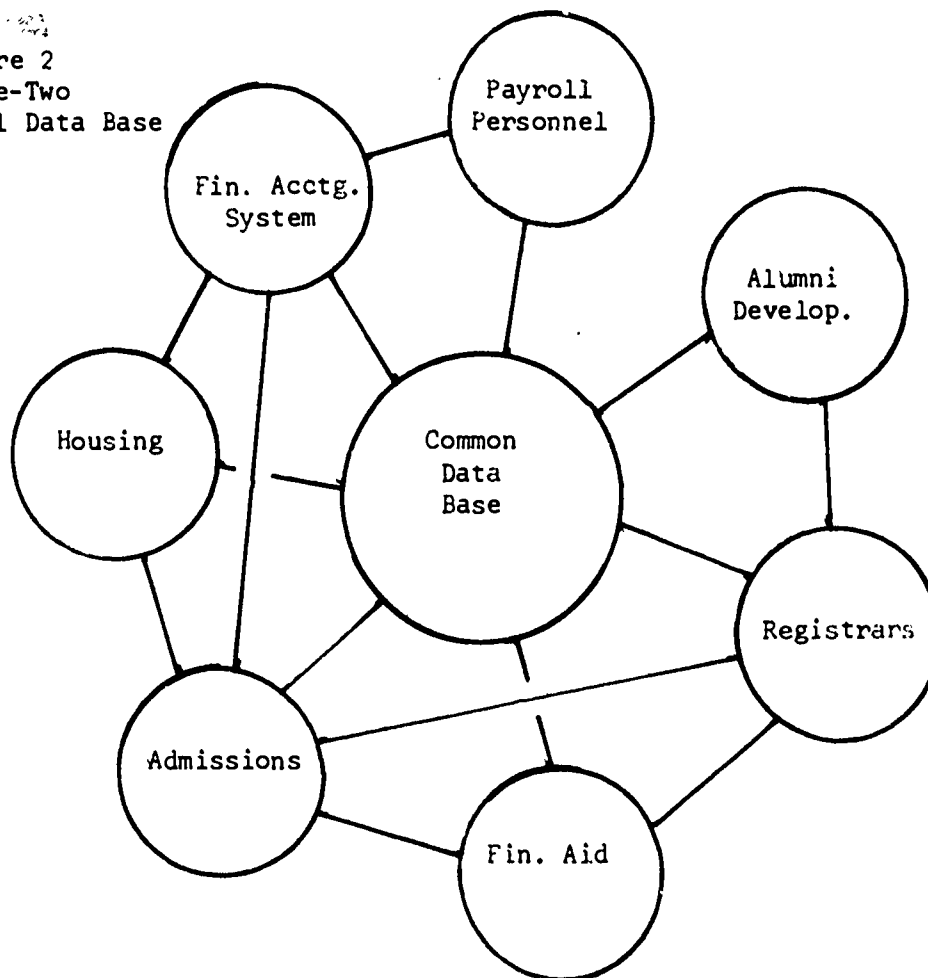 re 2
e-Two
l Data Base
Payroll
Personnel
Fin. Acctg.
System
Alumni
Develop.
Housing
Common
Data
Base
Registrars
Admissions
Fin. Aid